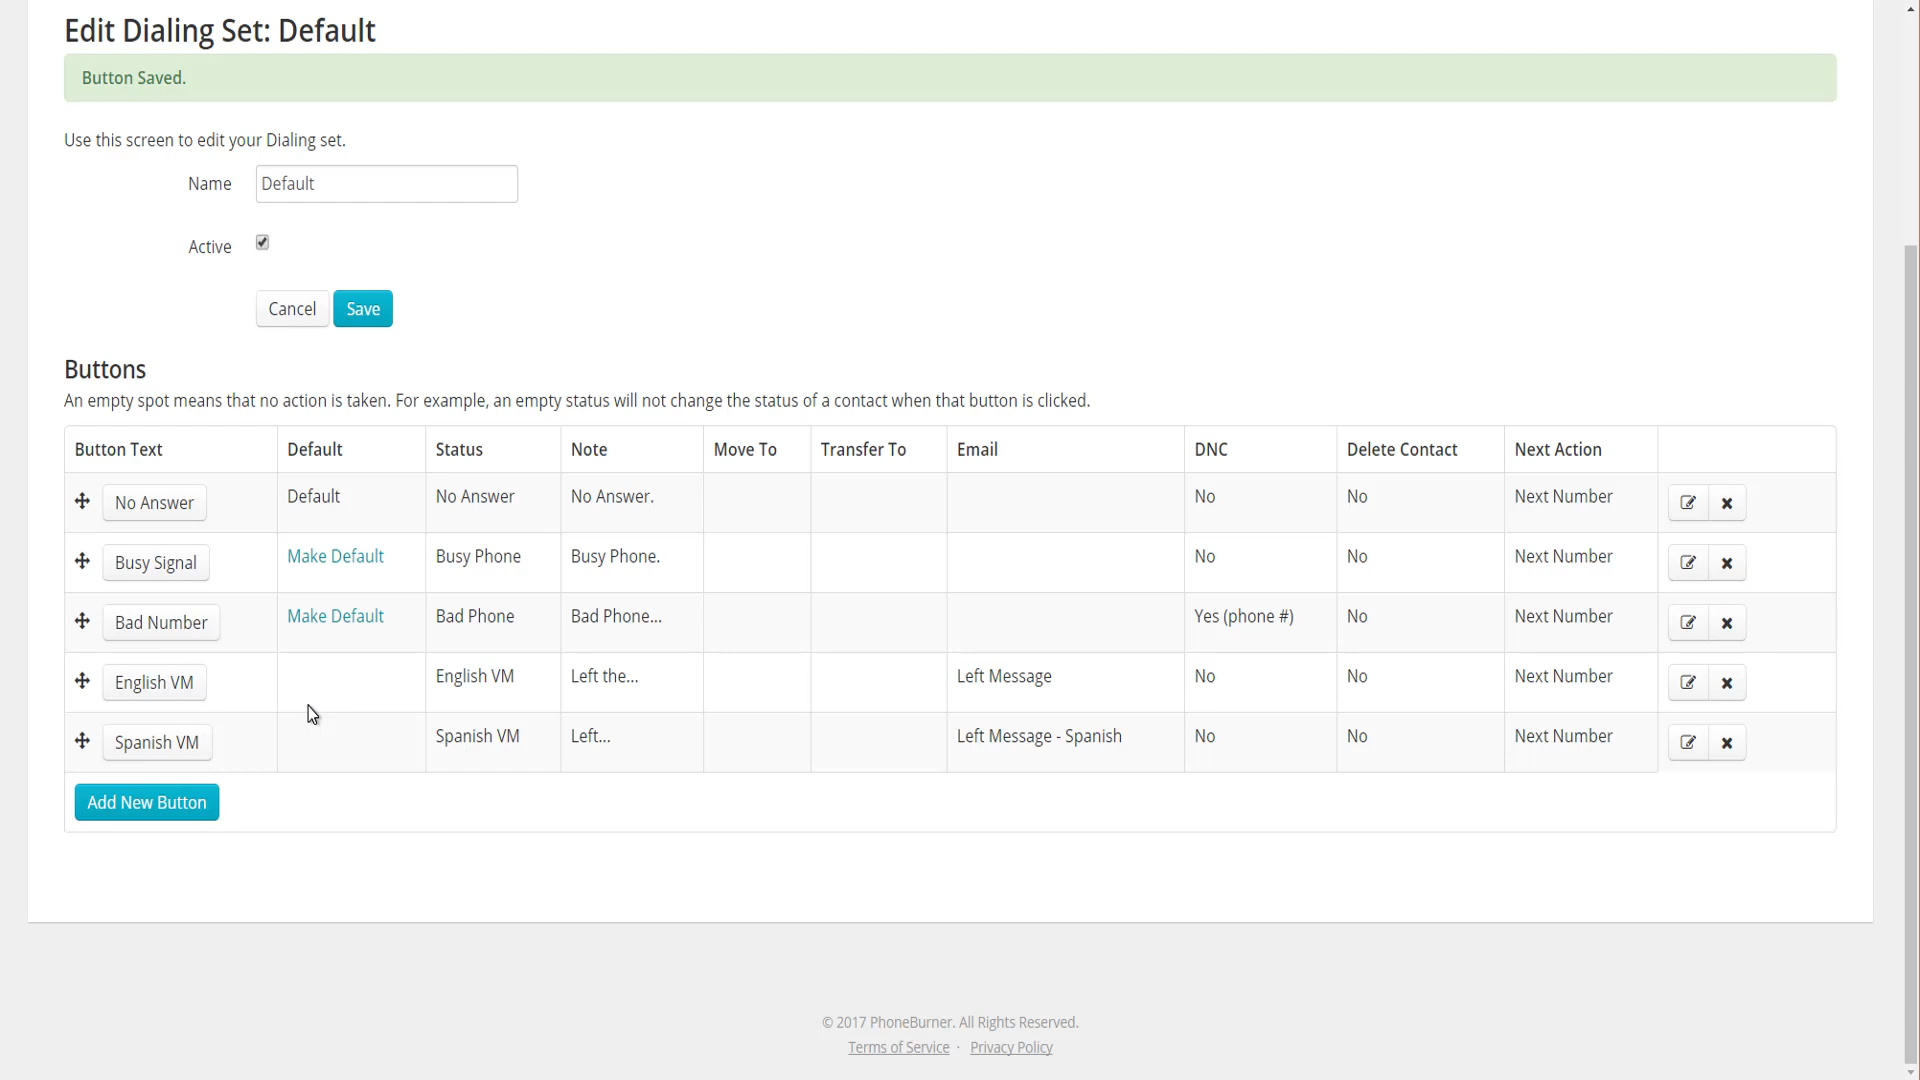 Edit Dialing Set: Default
Button Saved.
Use this screen to edit your Dialing set.
Name Default
Active
Cancel Save
Buttons
An empty spot means that no action is taken. For example, an empty status will not change the status of a contact when that button is clicked.
Button Text Default Status Note Move To Transfer To Email DNC Delete Contact Next Action
No Answer Default No Answer No Answer. No No Next Number
Busy Signal Make Default Busy Phone Busy Phone. No No Next Number
Bad Number Make Default Bad Phone Bad Phone... Yes (phone #) No Next Number
English VM English VM Left the... Left Message No No Next Number
Spanish VM Spanish VM Left... Left Message - Spanish No No Next Number
Add New Button
© 2017 PhoneBurner. All Rights Reserved.
Terms of Service · Privacy Policy